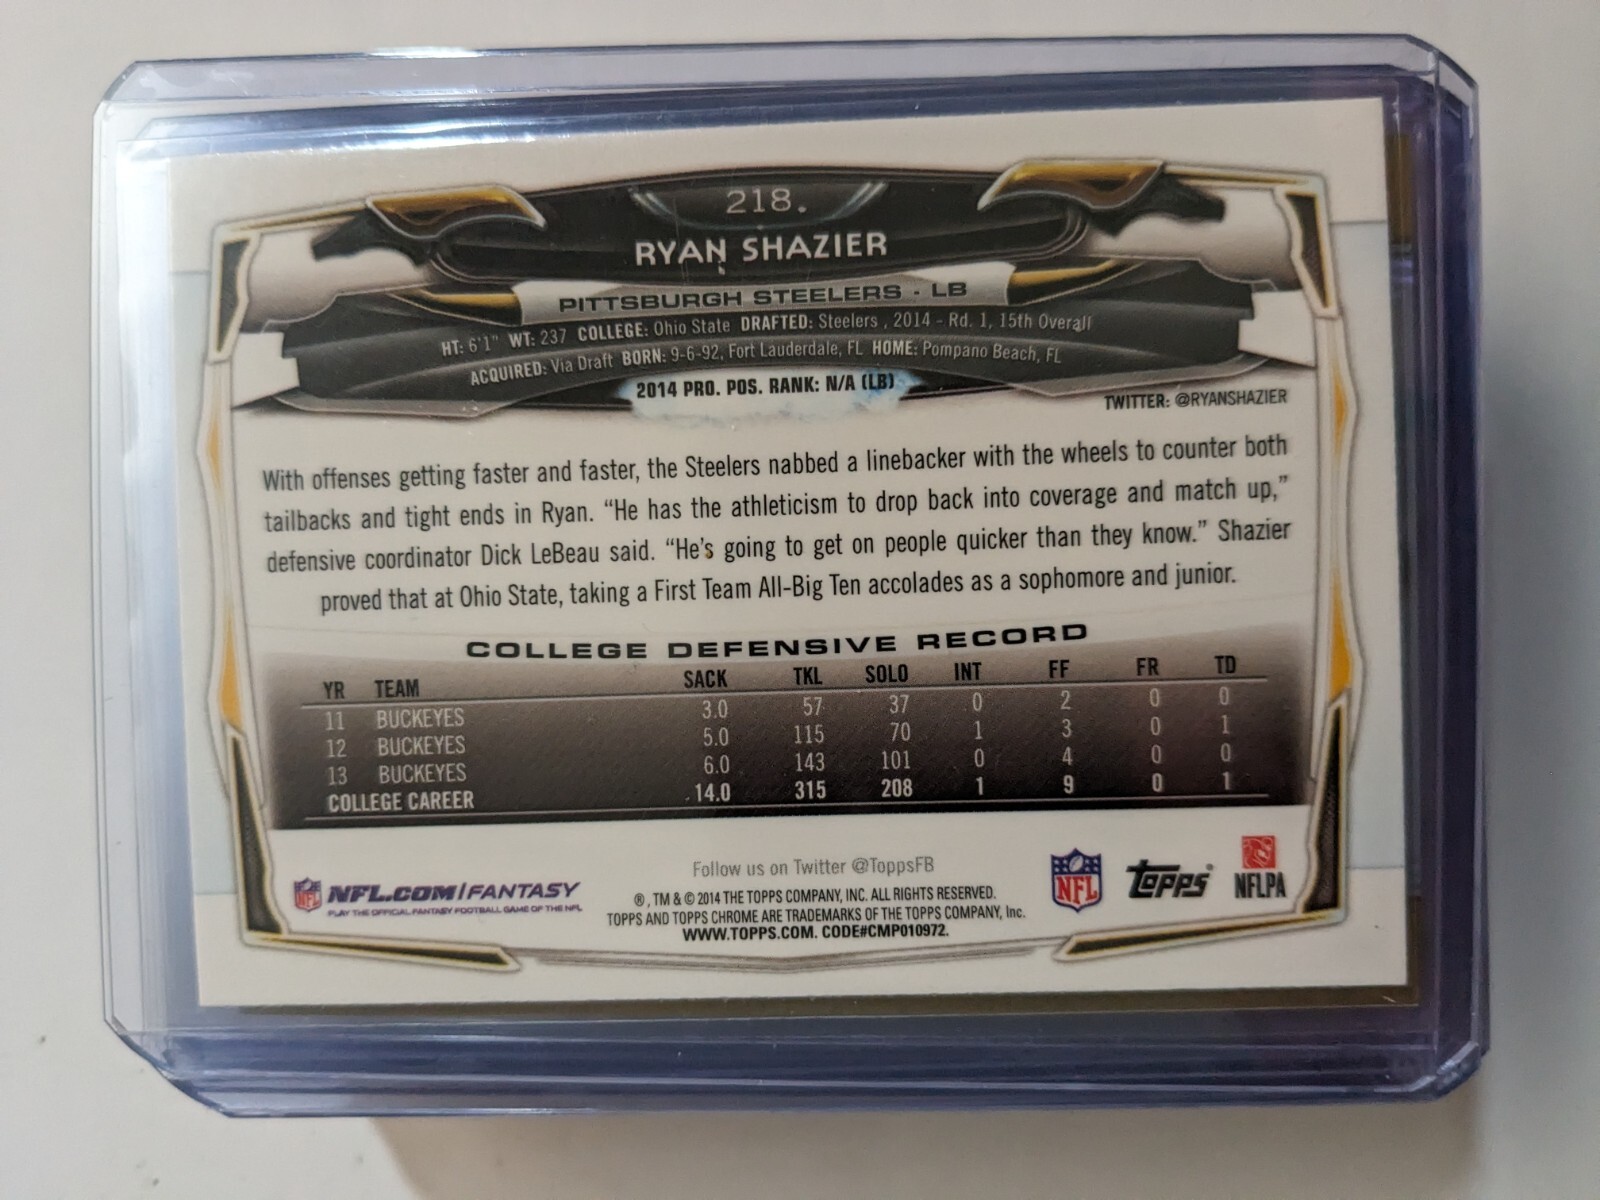 218.
RYAN SHAZIER
PITTSBURGH STEELERS · LB
HT: 6'1" WT: 237 COLLEGE: Ohio State DRAFTED: Steelers , 2014 - Rd. 1, 15th Overall
ACQUIRED: Via Draft BORN: 9-6-92, Fort Lauderdale, FL HOME: Pompano Beach, FL
2014 PRO. POS. RANK: N/A (LB)
TWITTER: @RYANSHAZIER
With offenses getting faster and faster, the Steelers nabbed a linebacker with the wheels to counter both
tailbacks and tight ends in Ryan. “He has the athleticism to drop back into coverage and match up,”
defensive coordinator Dick LeBeau said. “He’s going to get on people quicker than they know.” Shazier
proved that at Ohio State, taking a First Team All-Big Ten accolades as a sophomore and junior.
COLLEGE DEFENSIVE RECORD
YR TEAM SACK TKL SOLO INT FF FR TD
11 BUCKEYES 3.0 57 37 0 2 0 0
12 BUCKEYES 5.0 115 70 1 3 0 1
13 BUCKEYES 6.0 143 101 0 4 0 0
COLLEGE CAREER 14.0 315 208 1 9 0 1
Follow us on Twitter @ToppsFB
®, TM & © 2014 THE TOPPS COMPANY, INC. ALL RIGHTS RESERVED.
TOPPS AND TOPPS CHROME ARE TRADEMARKS OF THE TOPPS COMPANY, Inc.
WWW.TOPPS.COM. CODE#CMP010972.
NFL NFL.COM|FANTASY
PLAY THE OFFICIAL FANTASY FOOTBALL GAME OF THE NFL
NFL Topps® NFLPA